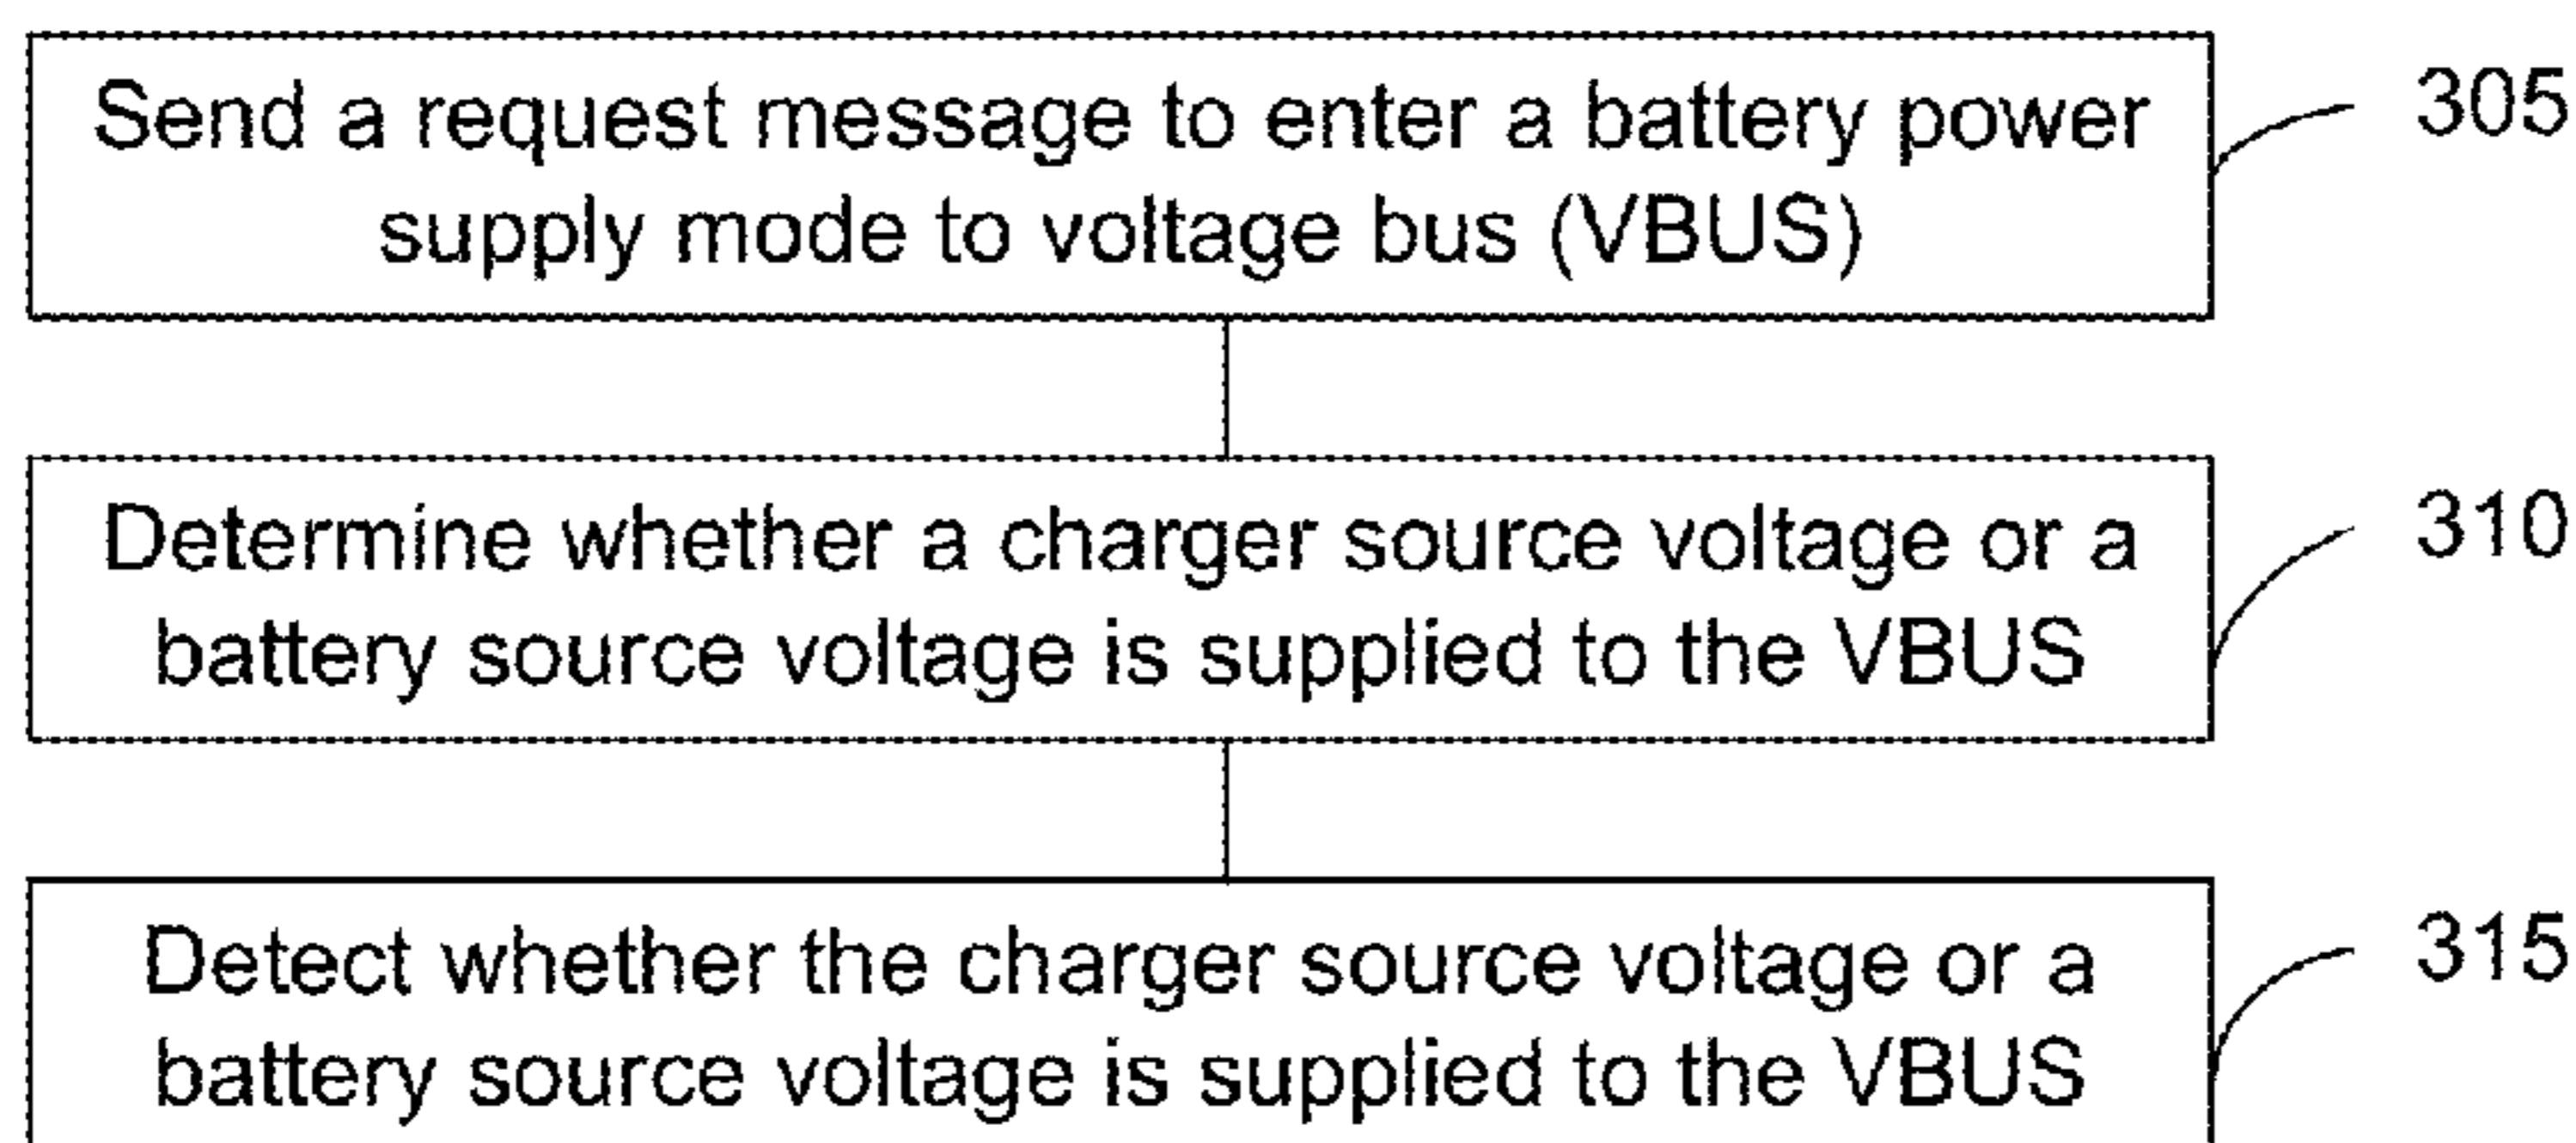 Send a request message to enter a battery power
supply mode to voltage bus (VBUS)
305
Determine whether a charger source voltage or a
battery source voltage is supplied to the VBUS
310
Detect whether the charger source voltage or a
battery source voltage is supplied to the VBUS
315